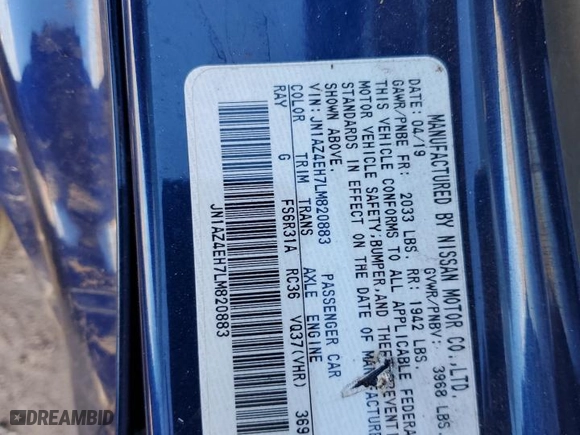 MANUFACTURED BY NISSAN MOTOR CO.,LTD.
DATE: 04/19 GVWR/PNBV: 3968 LBS.
GAWR/PNBE FR: 2033 LBS. RR: 1942 LBS.
THIS VEHICLE CONFORMS TO ALL APPLICABLE FEDERA
MOTOR VEHICLE SAFETY,BUMPER,AND THEFT PREVENT
STANDARDS IN EFFECT ON THE DATE OF MANUFACTURE
SHOWN ABOVE.
VIN: JN1AZ4EH7LM820883 PASSENGER CAR
COLOR TRIM TRANS AXLE ENGINE
RAY G FS6R31A RC36 VQ37(VHR) 369
JN1AZ4EH7LM820883
DREAMBID